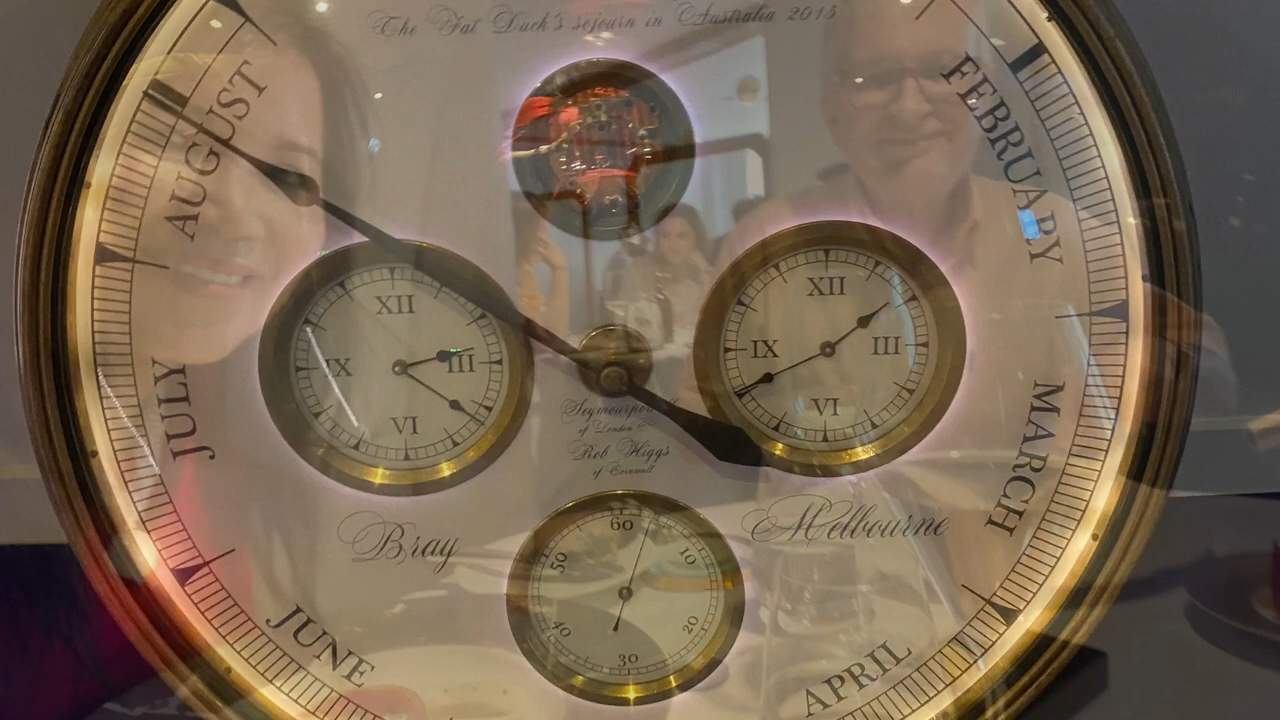 The Fat Duck's sojourn in Australia 2015
AUGUST
FEBRUARY
XII
III
VI
IX
XII
III
VI
IX
JULY
MARCH
Seymourpowell
of London &
Rob Higgs
of Cornwall
Bray
Melbourne
60
10
20
30
40
50
JUNE
APRIL